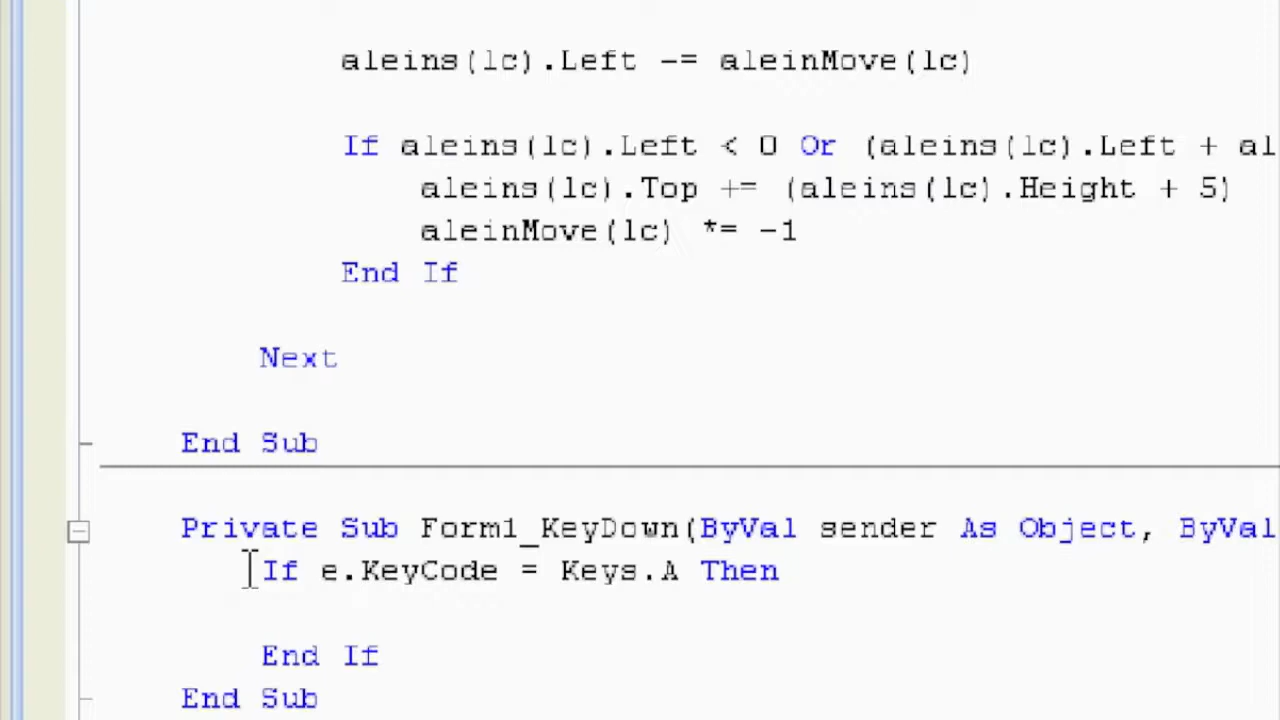 aleins(lc).Left -= aleinMove(lc)
If aleins(lc).Left < 0 Or (aleins(lc).Left + al
aleins(lc).Top += (aleins(lc).Height + 5)
aleinMove(lc) *= -1
End If
Next
End Sub
Private Sub Form1_KeyDown(ByVal sender As Object, ByVal
If e.KeyCode = Keys.A Then
End If
End Sub